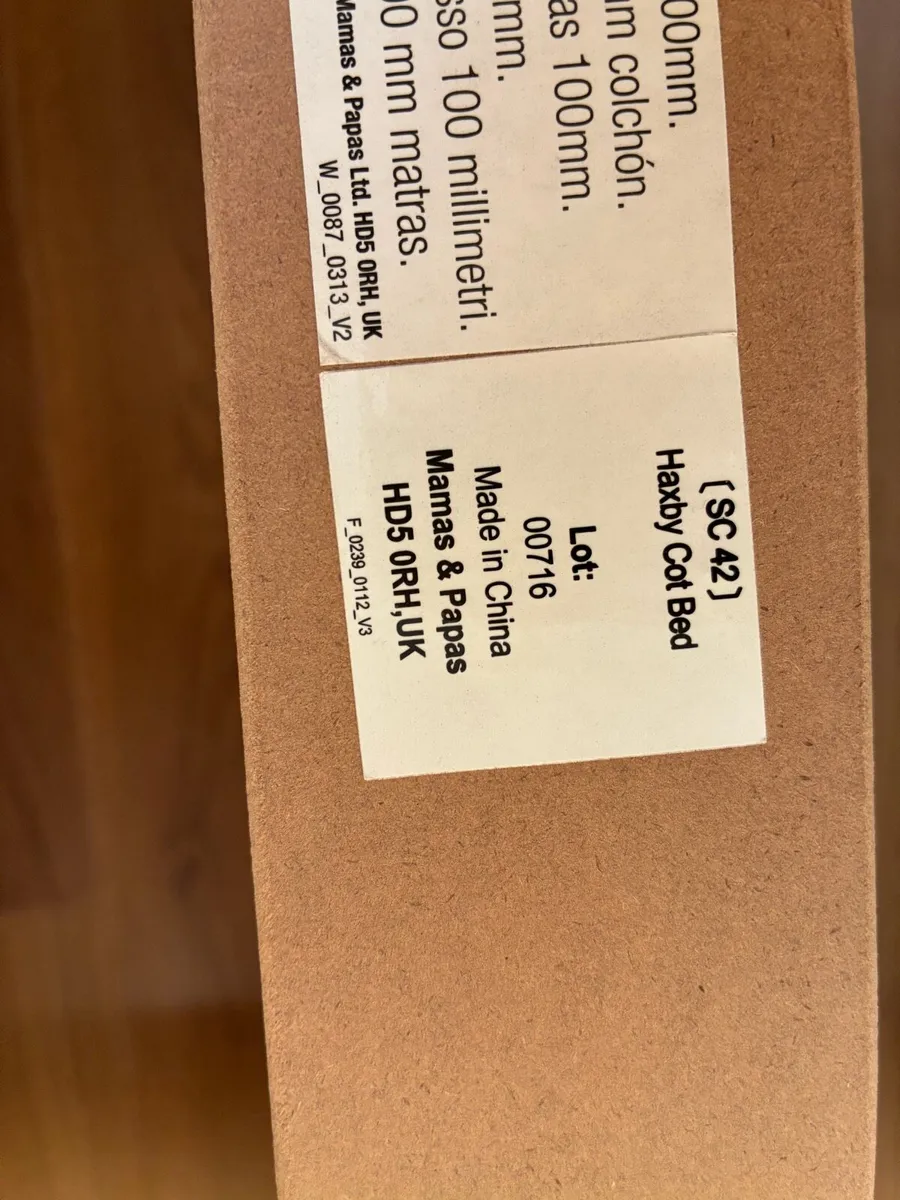 00mm.
m colchón.
as 100mm.
mm.
sso 100 millimetri.
00 mm matras.
Mamas & Papas Ltd. HD5 0RH, UK
W_0087_0313_V2
(SC 42)
Haxby Cot Bed
Lot:
00716
Made in China
Mamas & Papas
HD5 0RH,UK
F_0239_0112_V3